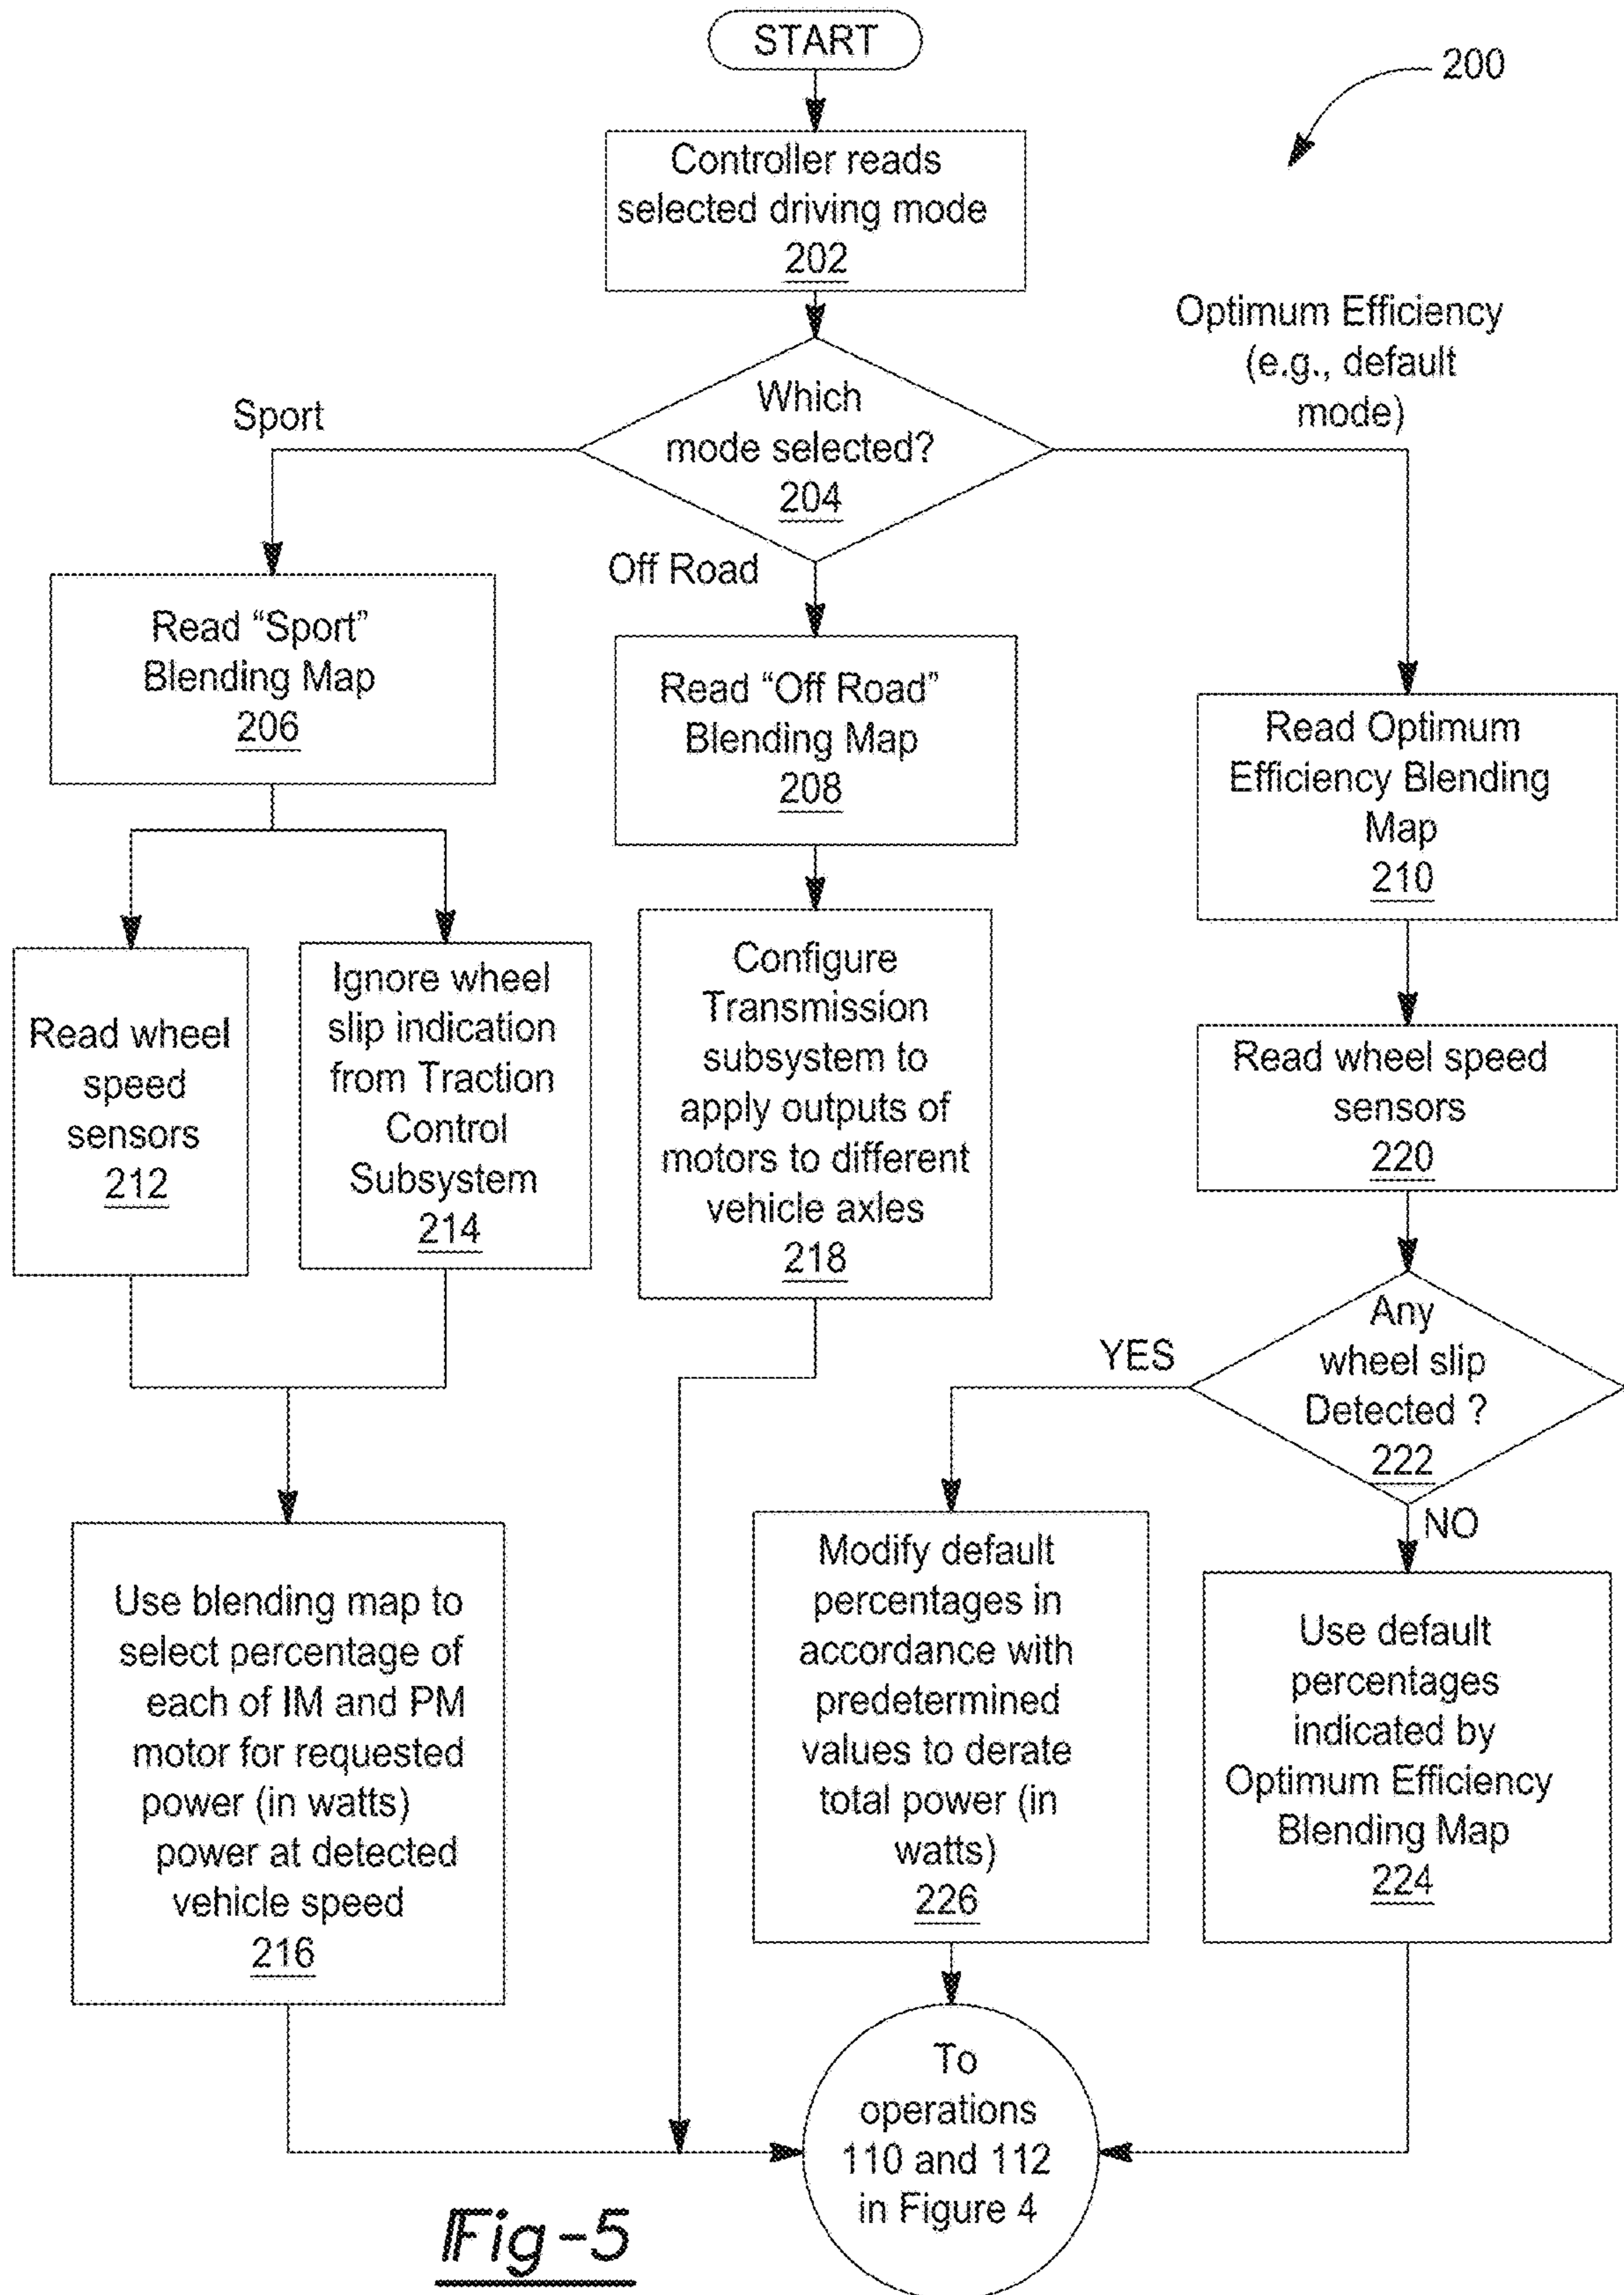 START
200
Controller reads
selected driving mode
202
Optimum Efficiency
(e.g., default
mode)
Sport
Which
mode selected?
204
Off Road
Read “Sport”
Blending Map
206
Read “Off Road”
Blending Map
208
Read Optimum
Efficiency Blending
Map
210
Read wheel
speed
sensors
212
Ignore wheel
slip indication
from Traction
Control
Subsystem
214
Configure
Transmission
subsystem to
apply outputs of
motors to different
vehicle axles
218
Read wheel speed
sensors
220
Any
wheel slip
Detected ?
222
YES
NO
Use blending map to
select percentage of
each of IM and PM
motor for requested
power (in watts)
power at detected
vehicle speed
216
Modify default
percentages in
accordance with
predetermined
values to derate
total power (in
watts)
226
Use default
percentages
indicated by
Optimum Efficiency
Blending Map
224
To
operations
110 and 112
in Figure 4
Fig-5